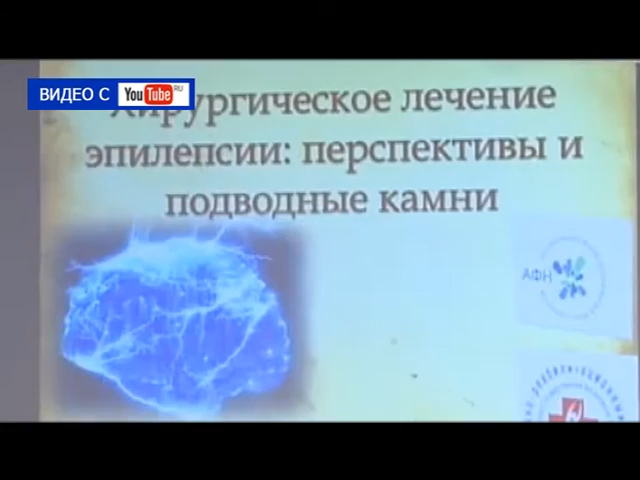 ВИДЕО С YouTube RU
Хирургическое лечение
эпилепсии: перспективы и
подводные камни
АФН